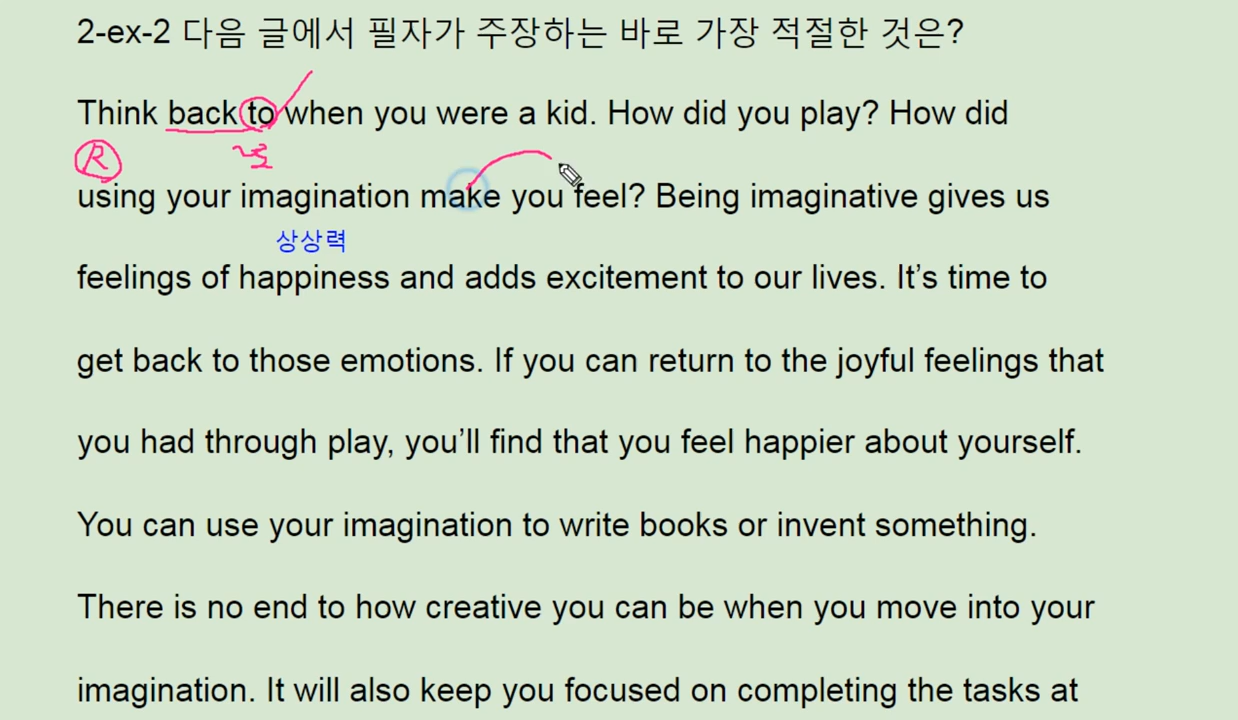 2-ex-2 다음 글에서 필자가 주장하는 바로 가장 적절한 것은?
Think back to when you were a kid. How did you play? How did
R
using your imagination make you feel? Being imaginative gives us
상상력
feelings of happiness and adds excitement to our lives. It’s time to
get back to those emotions. If you can return to the joyful feelings that
you had through play, you’ll find that you feel happier about yourself.
You can use your imagination to write books or invent something.
There is no end to how creative you can be when you move into your
imagination. It will also keep you focused on completing the tasks at